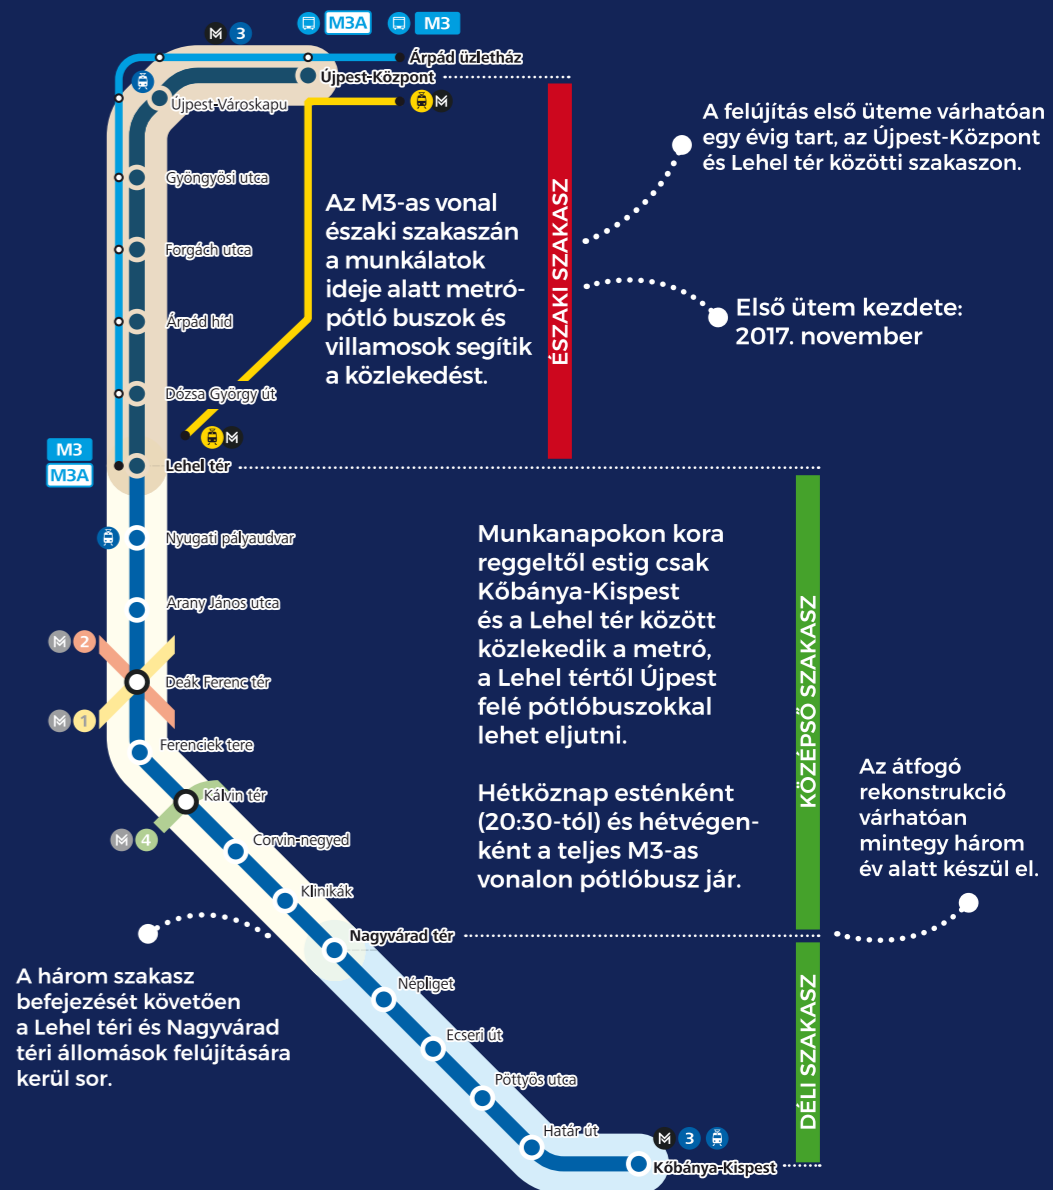 3
M3A
M3
Árpád üzletház
Újpest-Központ
Újpest-Városkapu
Gyöngyösi utca
Forgách utca
Árpád híd
Dózsa György út
M3
M3A
Lehel tér
Nyugati pályaudvar
Arany János utca
2
Deák Ferenc tér
1
Ferenciek tere
Kálvin tér
4
Corvin-negyed
Klinikák
Nagyvárad tér
Népliget
Ecseri út
Pöttyös utca
Határ út
3
Kőbánya-Kispest
Az M3-as vonal
északi szakaszán
a munkálatok
ideje alatt metró-
pótló buszok és
villamosok segítik
a közlekedést.
ÉSZAKI SZAKASZ
A felújítás első üteme várhatóan
egy évig tart, az Újpest-Központ
és Lehel tér közötti szakaszon.
Első ütem kezdete:
2017. november
Munkanapokon kora
reggeltől estig csak
Kőbánya-Kispest
és a Lehel tér között
közlekedik a metró,
a Lehel tértől Újpest
felé pótlóbuszokkal
lehet eljutni.
Hétköznap esténként
(20:30-tól) és hétvégen-
ként a teljes M3-as
vonalon pótlóbusz jár.
KÖZÉPSŐ SZAKASZ
Az átfogó
rekonstrukció
várhatóan
mintegy három
év alatt készül el.
A három szakasz
befejezését követően
a Lehel téri és Nagyvárad
téri állomások felújítására
kerül sor.
DÉLI SZAKASZ